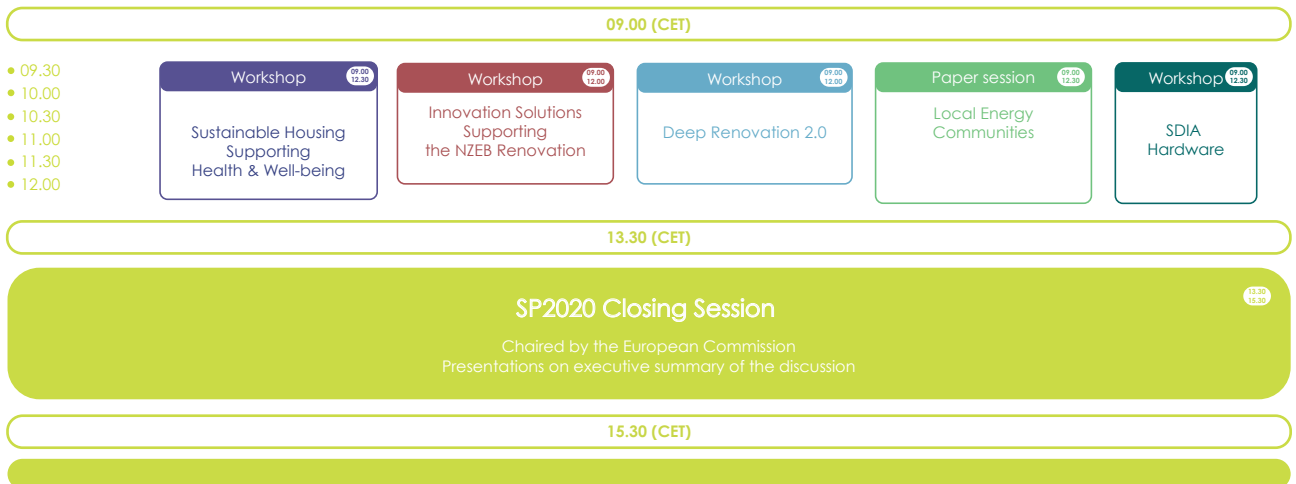 09.00 (CET)
09.30
10.00
10.30
11.00
11.30
12.00
Workshop
09.00
12.30
Sustainable Housing
Supporting
Health & Well-being
Workshop
09.00
12.00
Innovation Solutions
Supporting
the NZEB Renovation
Workshop
09.00
12.00
Deep Renovation 2.0
Paper session
09.00
12.30
Local Energy
Communities
Workshop
09.00
12.30
SDIA
Hardware
13.30 (CET)
SP2020 Closing Session
13.30
15.30
Chaired by the European Commission
Presentations on executive summary of the discussion
15.30 (CET)